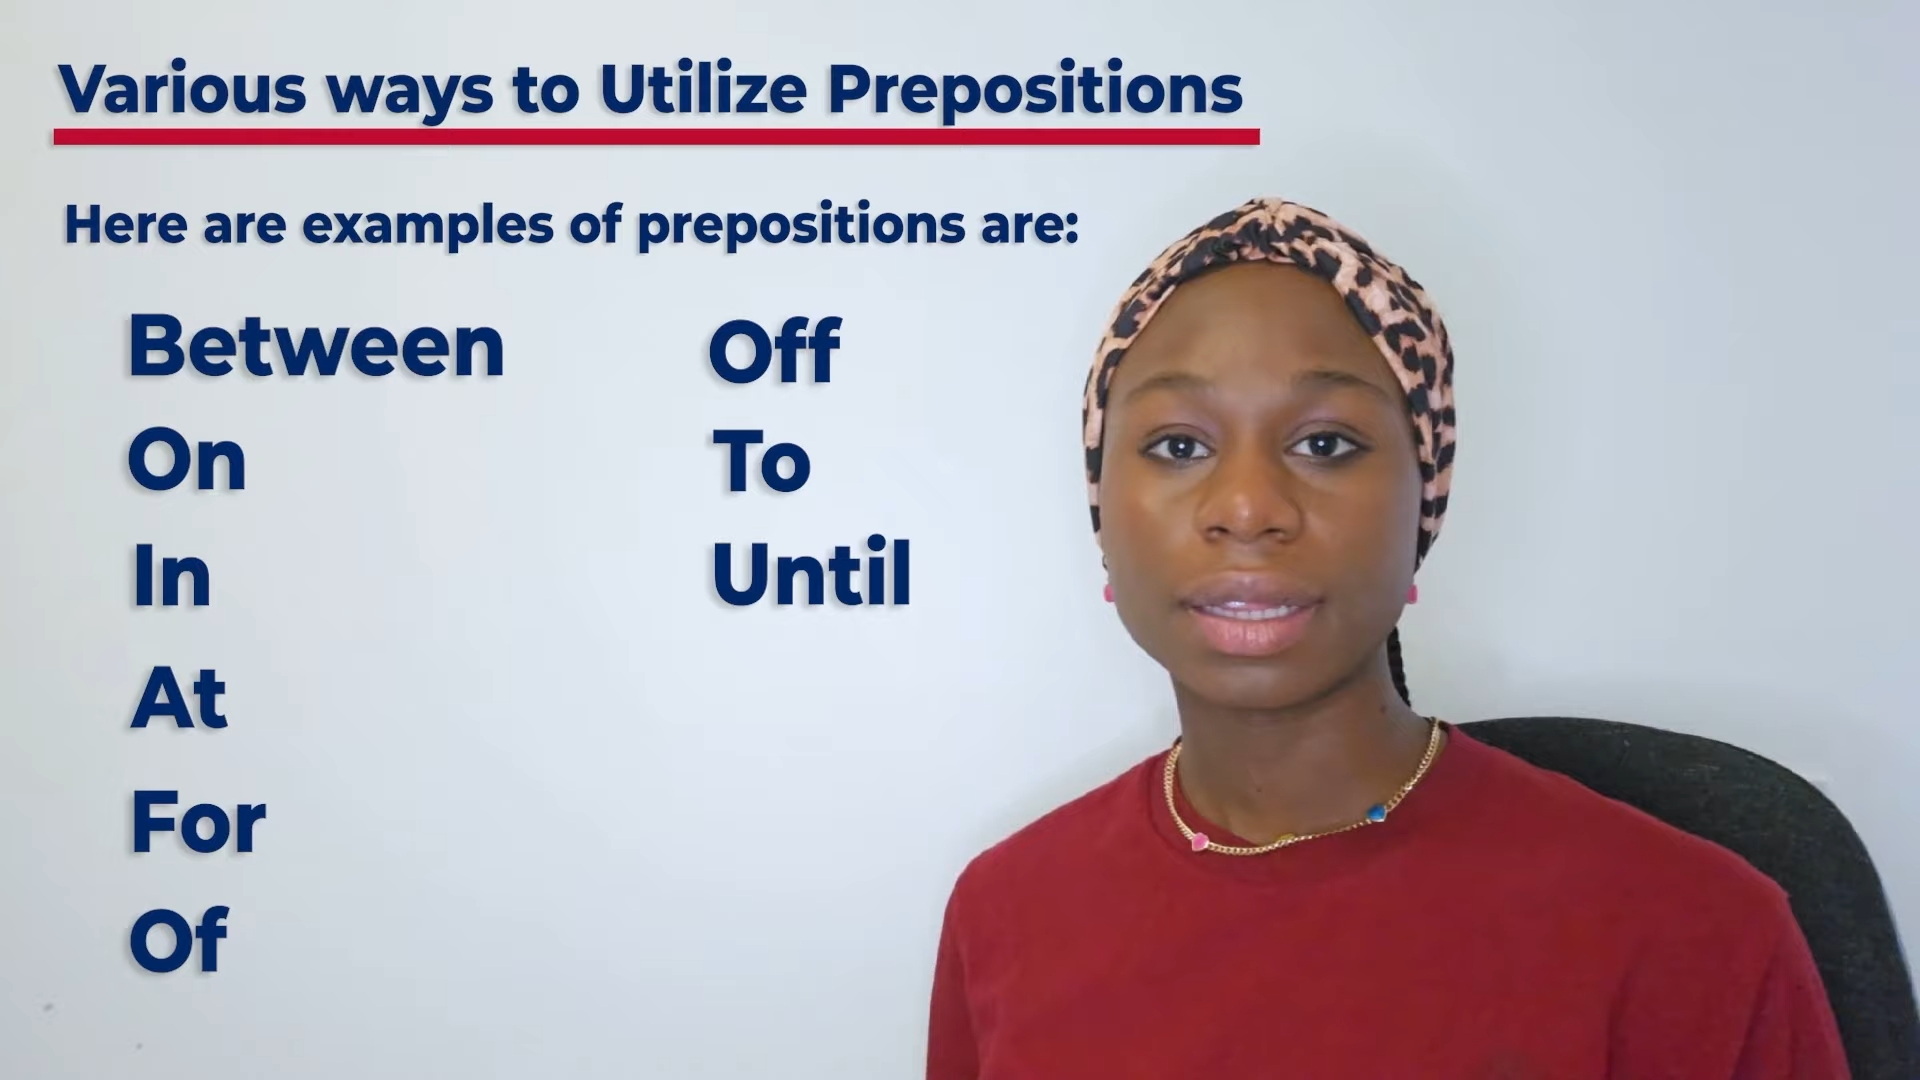 Various ways to Utilize Prepositions
Here are examples of prepositions are:
Between
On
In
At
For
Of
Off
To
Until